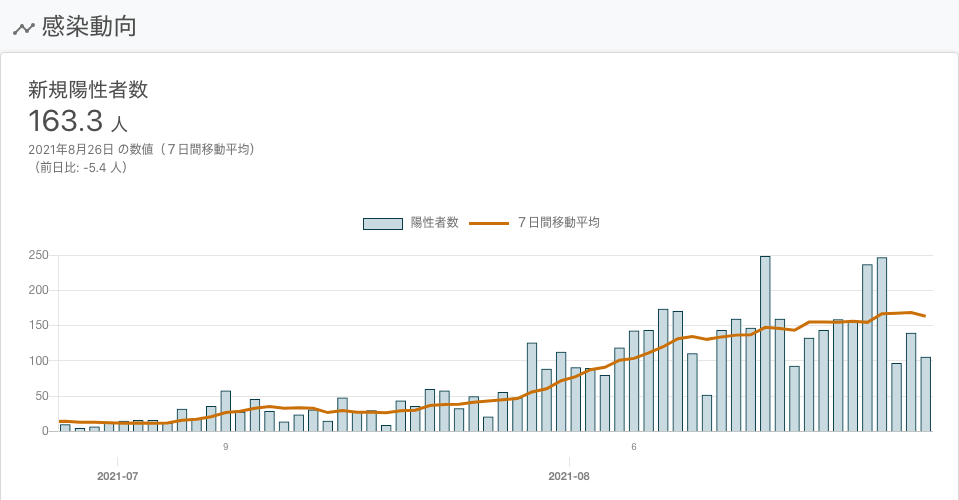 感染動向
新規陽性者数
163.3 人
2021年8月26日 の数値（７日間移動平均）
（前日比: -5.4 人）
陽性者数 ７日間移動平均
250
200
150
100
50
0
9 6
2021-07 2021-08